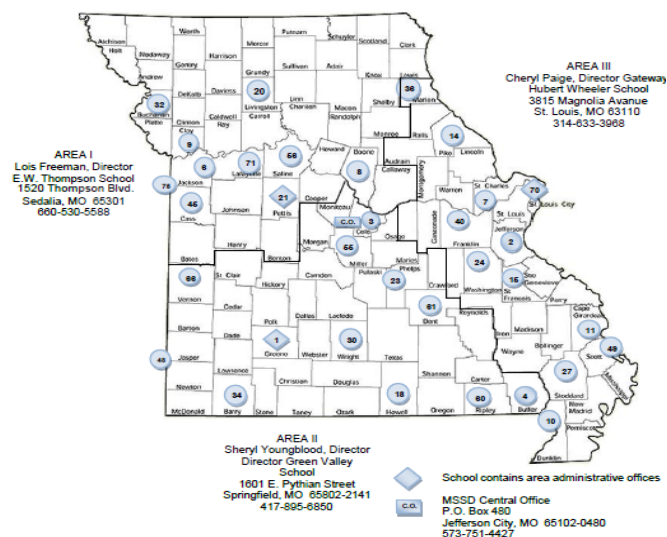 AREA III
Cheryl Paige, Director Gateway
Hubert Wheeler School
3815 Magnolia Avanue
St. Louis, MO 63110
314-633-3968
AREA I
Lois Freeman, Director
E.W. Thompson School
1520 Thompson Blvd.
Sedalia, MO 65301
660-530-5588
Atchison
Worth
Mercer
Putnam
Schuyler
Scotland
Clark
Holt
Nodaway
Harrison
Sullivan
Adair
Knox
Lewis
Andrew
Gentry
Grundy
DeKalb
Daviess
Livingston
Linn
Macon
Shelby
Marion
Buchanan
Clinton
Caldwell
Carroll
Chariton
Randolph
Monroe
Ralls
Platte
Clay
Ray
Howard
Boone
Audrain
Pike
Lincoln
Jackson
Lafayette
Saline
Callaway
Montgomery
Warren
St. Charles
Cass
Johnson
Pettis
Cooper
Moniteau
Cole
Osage
Gasconade
Franklin
St. Louis
St. Louis City
Jefferson
Bates
Henry
Benton
Morgan
Miller
Maries
Crawford
Washington
St. Francois
Ste. Genevieve
Perry
Vernon
St. Clair
Hickory
Camden
Pulaski
Phelps
Dent
Reynolds
Iron
Madison
Cape Girardeau
Barton
Cedar
Polk
Dallas
Laclede
Wayne
Bollinger
Scott
Jasper
Dade
Greene
Webster
Wright
Texas
Shannon
Carter
Stoddard
Mississippi
Newton
Lawrence
Christian
Douglas
Howell
Oregon
Ripley
Butler
New Madrid
McDonald
Barry
Stone
Taney
Ozark
Pemiscot
Dunklin
32
20
36
9
14
6
71
56
8
75
45
21
C.O.
3
40
7
70
55
2
24
15
66
23
61
1
30
11
49
27
34
18
60
4
10
AREA II
Sheryl Youngblood, Director
Director Green Valley
School
1601 E. Pythian Street
Springfield, MO 65802-2141
417-895-6850
School contains area administrative offices
C.O.
MSSD Central Office
P.O. Box 480
Jefferson City, MO 65102-0480
573-751-4427